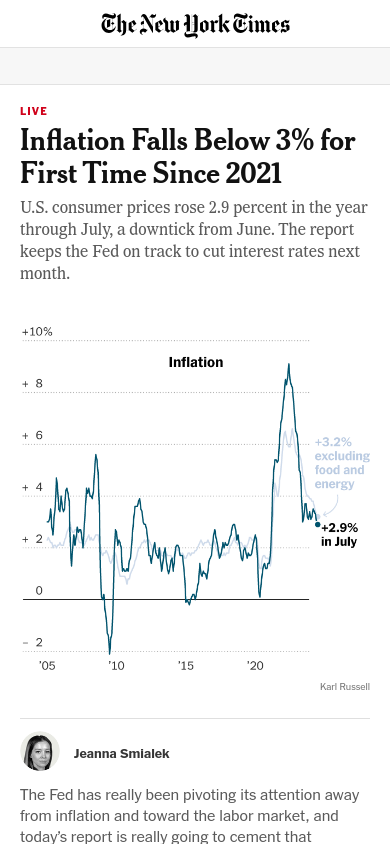 The New York Times
LIVE
Inflation Falls Below 3% for
First Time Since 2021
U.S. consumer prices rose 2.9 percent in the year
through July, a downtick from June. The report
keeps the Fed on track to cut interest rates next
month.
+10%
Inflation
+ 8
+ 6
+3.2%
excluding
food and
energy
+ 4
+2.9%
in July
+ 2
0
– 2
'05 '10 '15 '20
Karl Russell
Jeanna Smialek
The Fed has really been pivoting its attention away
from inflation and toward the labor market, and
today's report is really going to cement that